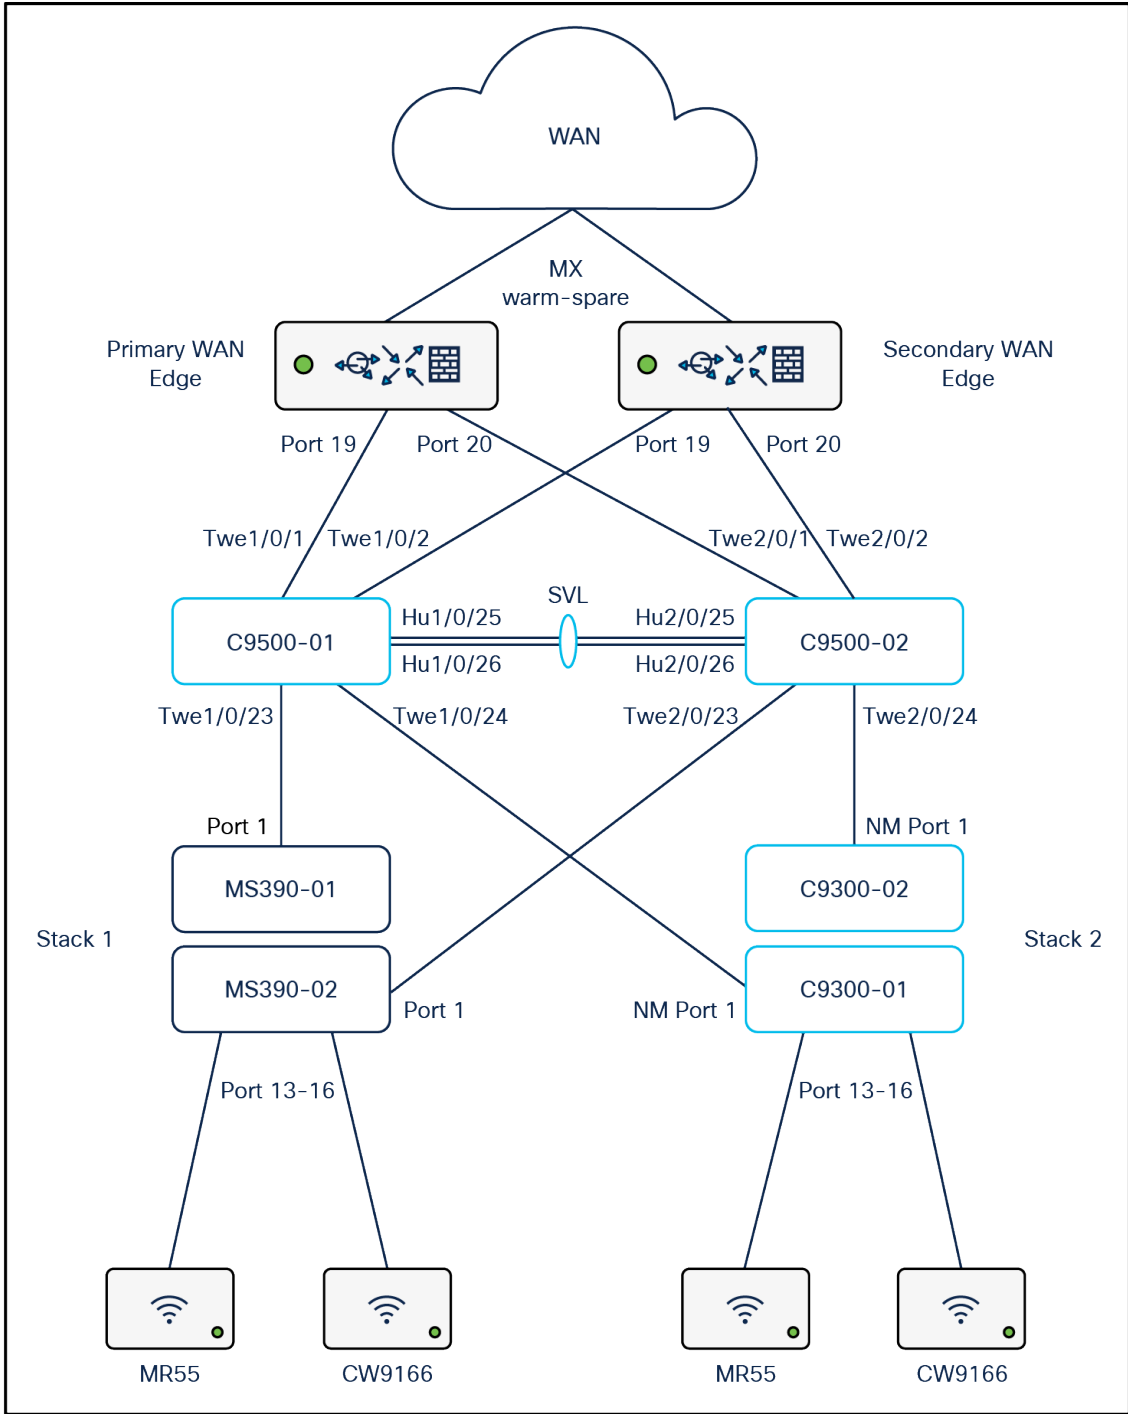 WAN
MX
warm-spare
Primary WAN
Edge
Secondary WAN
Edge
Port 19
Port 20
Port 19
Port 20
Twe1/0/1
Twe1/0/2
Twe2/0/1
Twe2/0/2
SVL
C9500-01
Hu1/0/25
Hu2/0/25
C9500-02
Hu1/0/26
Hu2/0/26
Twe1/0/23
Twe1/0/24
Twe2/0/23
Twe2/0/24
Port 1
NM Port 1
MS390-01
C9300-02
Stack 1
Stack 2
MS390-02
C9300-01
Port 1
NM Port 1
Port 13-16
Port 13-16
MR55
CW9166
MR55
CW9166